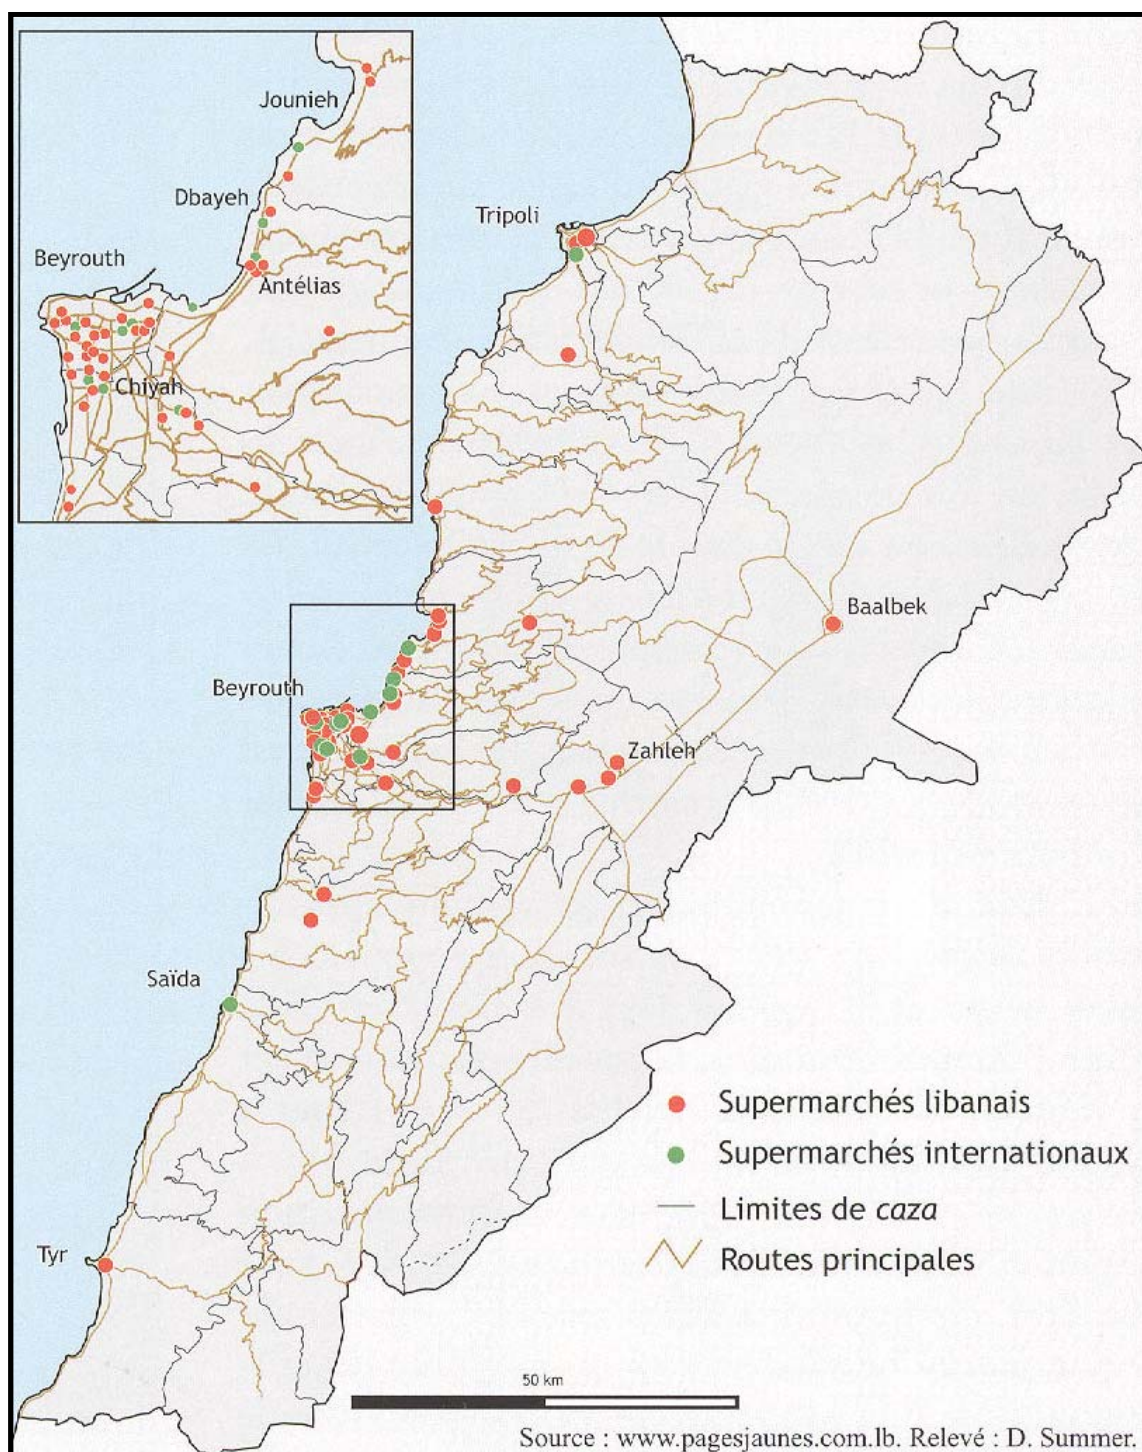 Jounieh
Dbayeh
Beyrouth
Antélias
Chiyah
Tripoli
Baalbek
Beyrouth
Zahleh
Saïda
Supermarchés libanais
Supermarchés internationaux
Limites de caza
Tyr
Routes principales
50 km
Source : www.pagesjaunes.com.lb. Relevé : D. Summer.